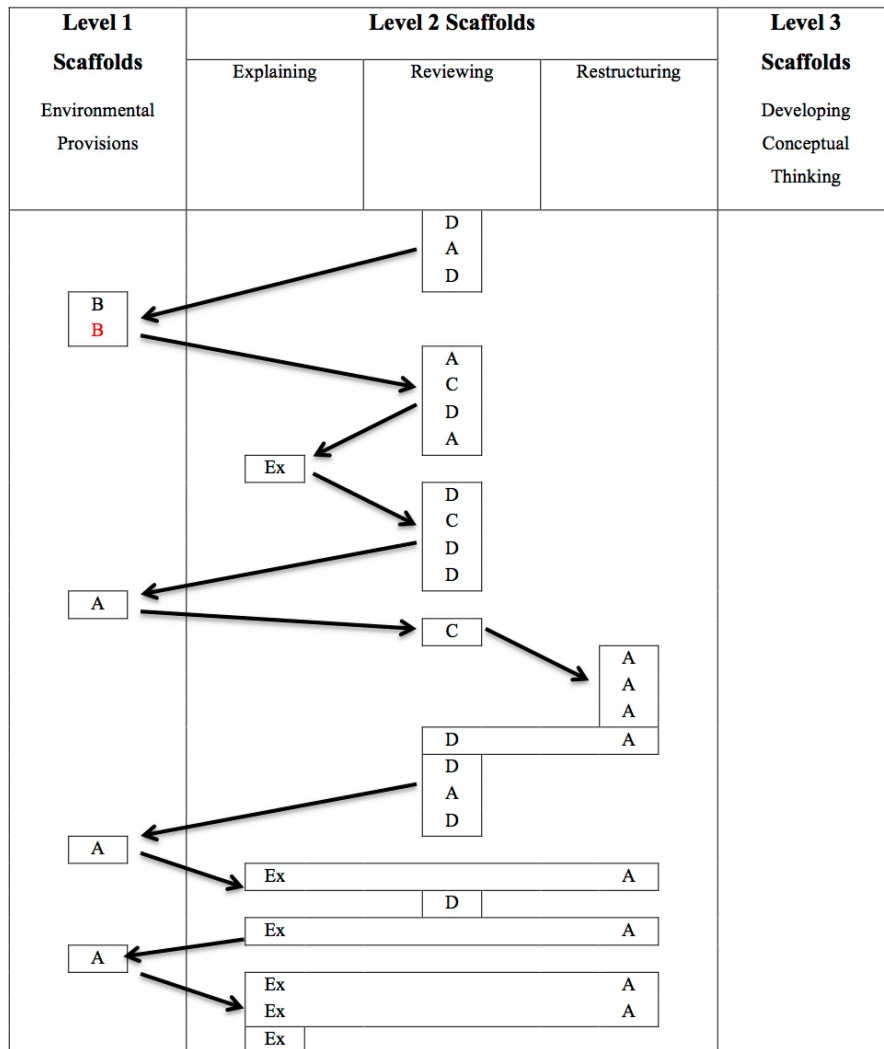 Level 1
Scaffolds
Environmental
Provisions
Level 2 Scaffolds
Explaining
Reviewing
Restructuring
Level 3
Scaffolds
Developing
Conceptual
Thinking
D
A
D
B
B
A
C
D
A
Ex
D
C
D
D
A
C
A
A
A
D A
D
A
D
A
Ex A
D
Ex A
A
Ex A
Ex A
Ex